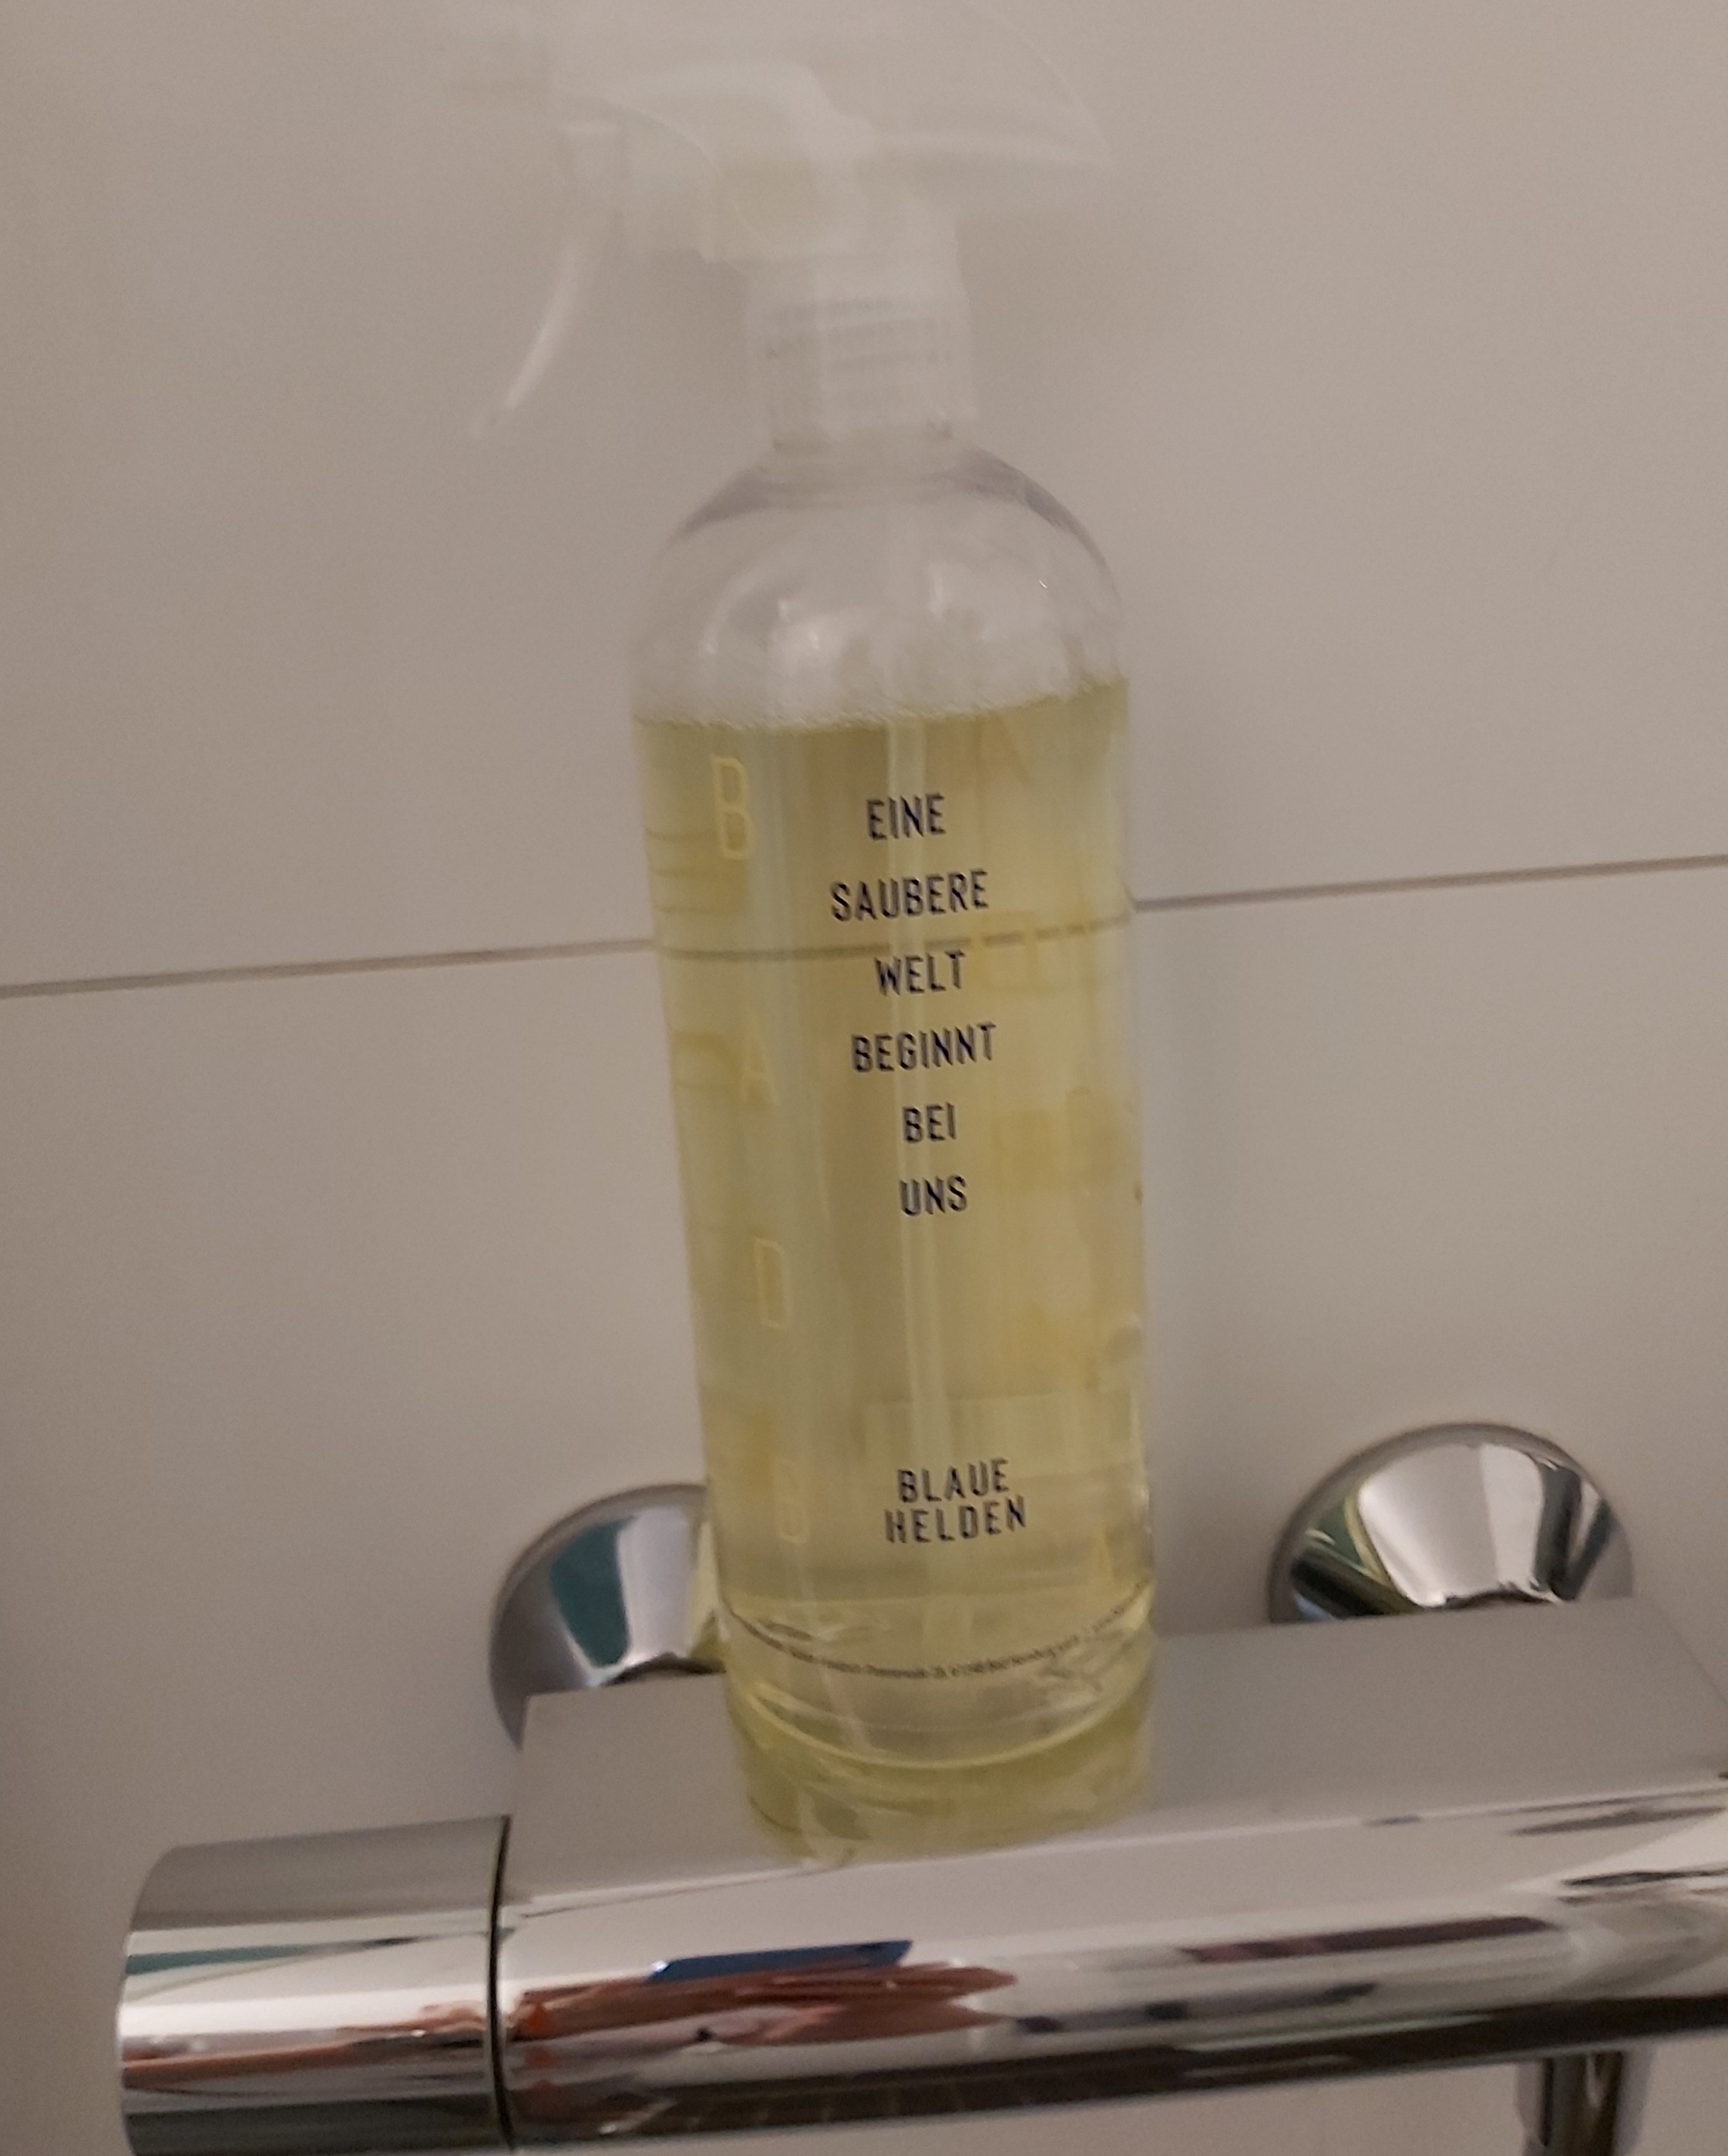 EINE
SAUBERE
WELT
BEGINNT
BEI
UNS
B
A
D
BLAUE
HELDEN